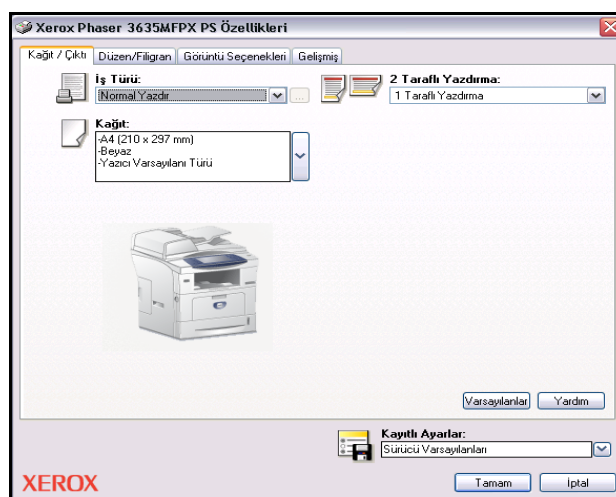 Xerox Phaser 3635MFPX PS Özellikleri
Kağıt / Çıktı Düzen/Filigran Görüntü Seçenekleri Gelişmiş
İş Türü:
Normal Yazdır
...
2 Taraflı Yazdırma:
1 Taraflı Yazdırma
Kağıt:
-A4 (210 x 297 mm)
-Beyaz
-Yazıcı Varsayılanı Türü
Varsayılanlar Yardım
Kayıtlı Ayarlar:
Sürücü Varsayılanları
XEROX Tamam İptal